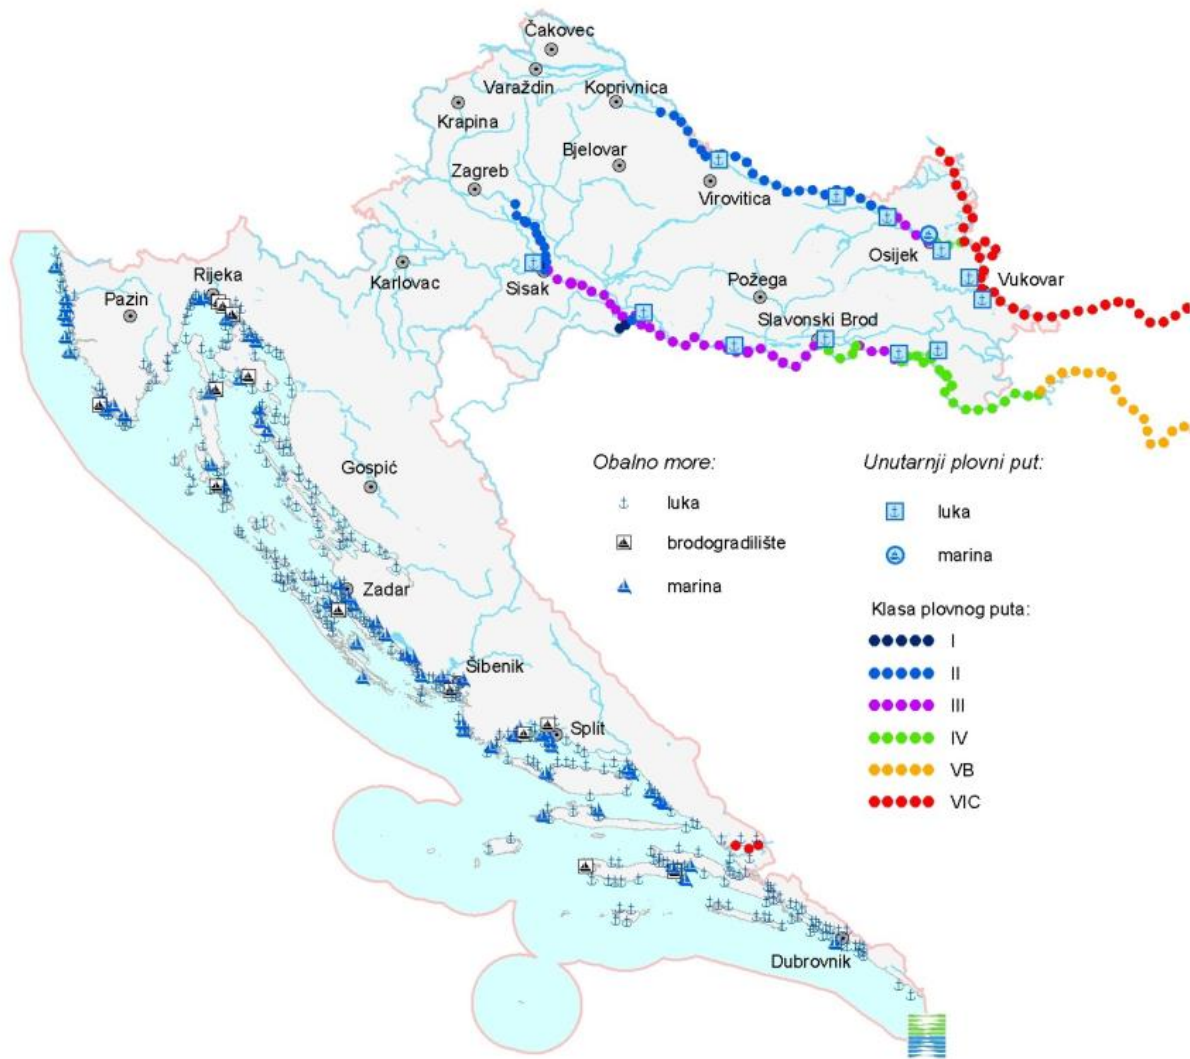 Čakovec
Varaždin
Koprivnica
Krapina
Bjelovar
Zagreb
Virovitica
Osijek
Karlovac
Sisak
Požega
Vukovar
Rijeka
Pazin
Slavonski Brod
Gospić
Zadar
Šibenik
Split
Dubrovnik
Obalno more:
luka
brodogradilište
marina
Unutarnji plovni put:
luka
marina
Klasa plovnog puta:
I
II
III
IV
VB
VIC